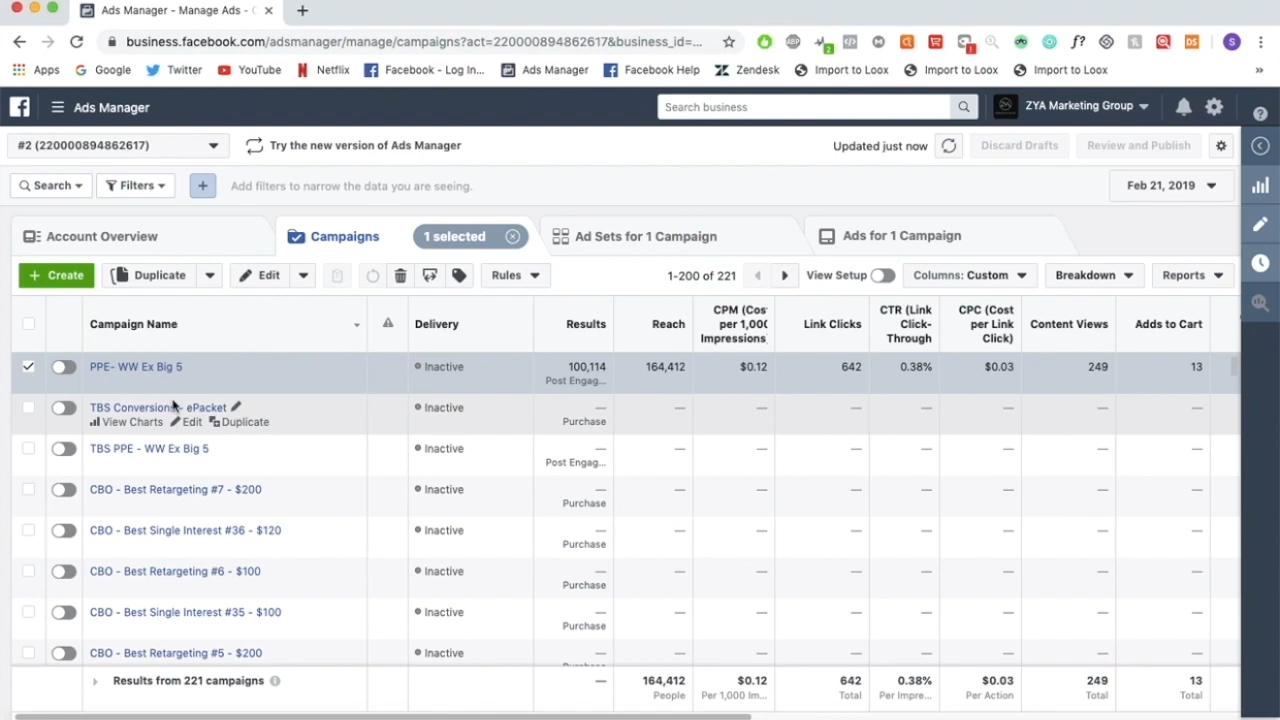 Ads Manager - Manage Ads - C
business.facebook.com/adsmanager/manage/campaigns?act=220000894862617&business_id=...
2
1
f?
DS
S
Apps Google Twitter YouTube Netflix Facebook - Log In... Ads Manager Facebook Help Zendesk Import to Loox Import to Loox Import to Loox »
Ads Manager
Search business
ZYA Marketing Group
#2 (220000894862617)
Try the new version of Ads Manager
Updated just now
Discard Drafts
Review and Publish
Search
Filters
+
Add filters to narrow the data you are seeing.
Feb 21, 2019
Account Overview
Campaigns
1 selected
Ad Sets for 1 Campaign
Ads for 1 Campaign
+ Create
Duplicate
Edit
Rules
1-200 of 221
View Setup
Columns: Custom
Breakdown
Reports
Campaign Name
Delivery
Results
Reach
CPM (Cos
per 1,000
Impressions
Link Clicks
CTR (Link
Click-
Through
CPC (Cost
per Link
Click)
Content Views
Adds to Cart
PPE- WW Ex Big 5 Inactive 100,114 164,412 $0.12 642 0.38% $0.03 249 13
Post Engag...
TBS Conversions - ePacket Inactive — — — — — — — —
View Charts Edit Duplicate Purchase
TBS PPE - WW Ex Big 5 Inactive — — — — — — — —
Post Engag...
CBO - Best Retargeting #7 - $200 Inactive — — — — — — — —
Purchase
CBO - Best Single Interest #36 - $120 Inactive — — — — — — — —
Purchase
CBO - Best Retargeting #6 - $100 Inactive — — — — — — — —
Purchase
CBO - Best Single Interest #35 - $100 Inactive — — — — — — — —
Purchase
CBO - Best Retargeting #5 - $200 Inactive — — — — — — — —
Results from 221 campaigns — 164,412 $0.12 642 0.38% $0.03 249 13
People Per 1,000 Im... Total Per Impre... Per Action Total Total